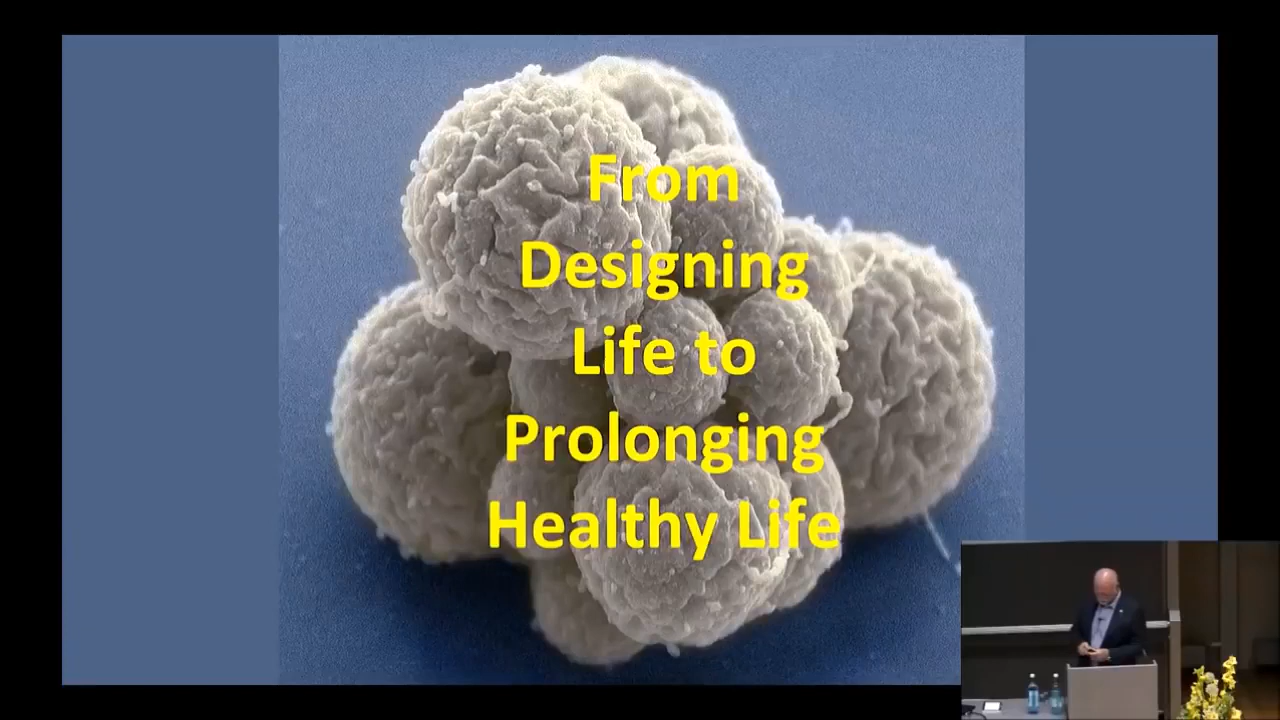 From
Designing
Life to
Prolonging
Healthy Life